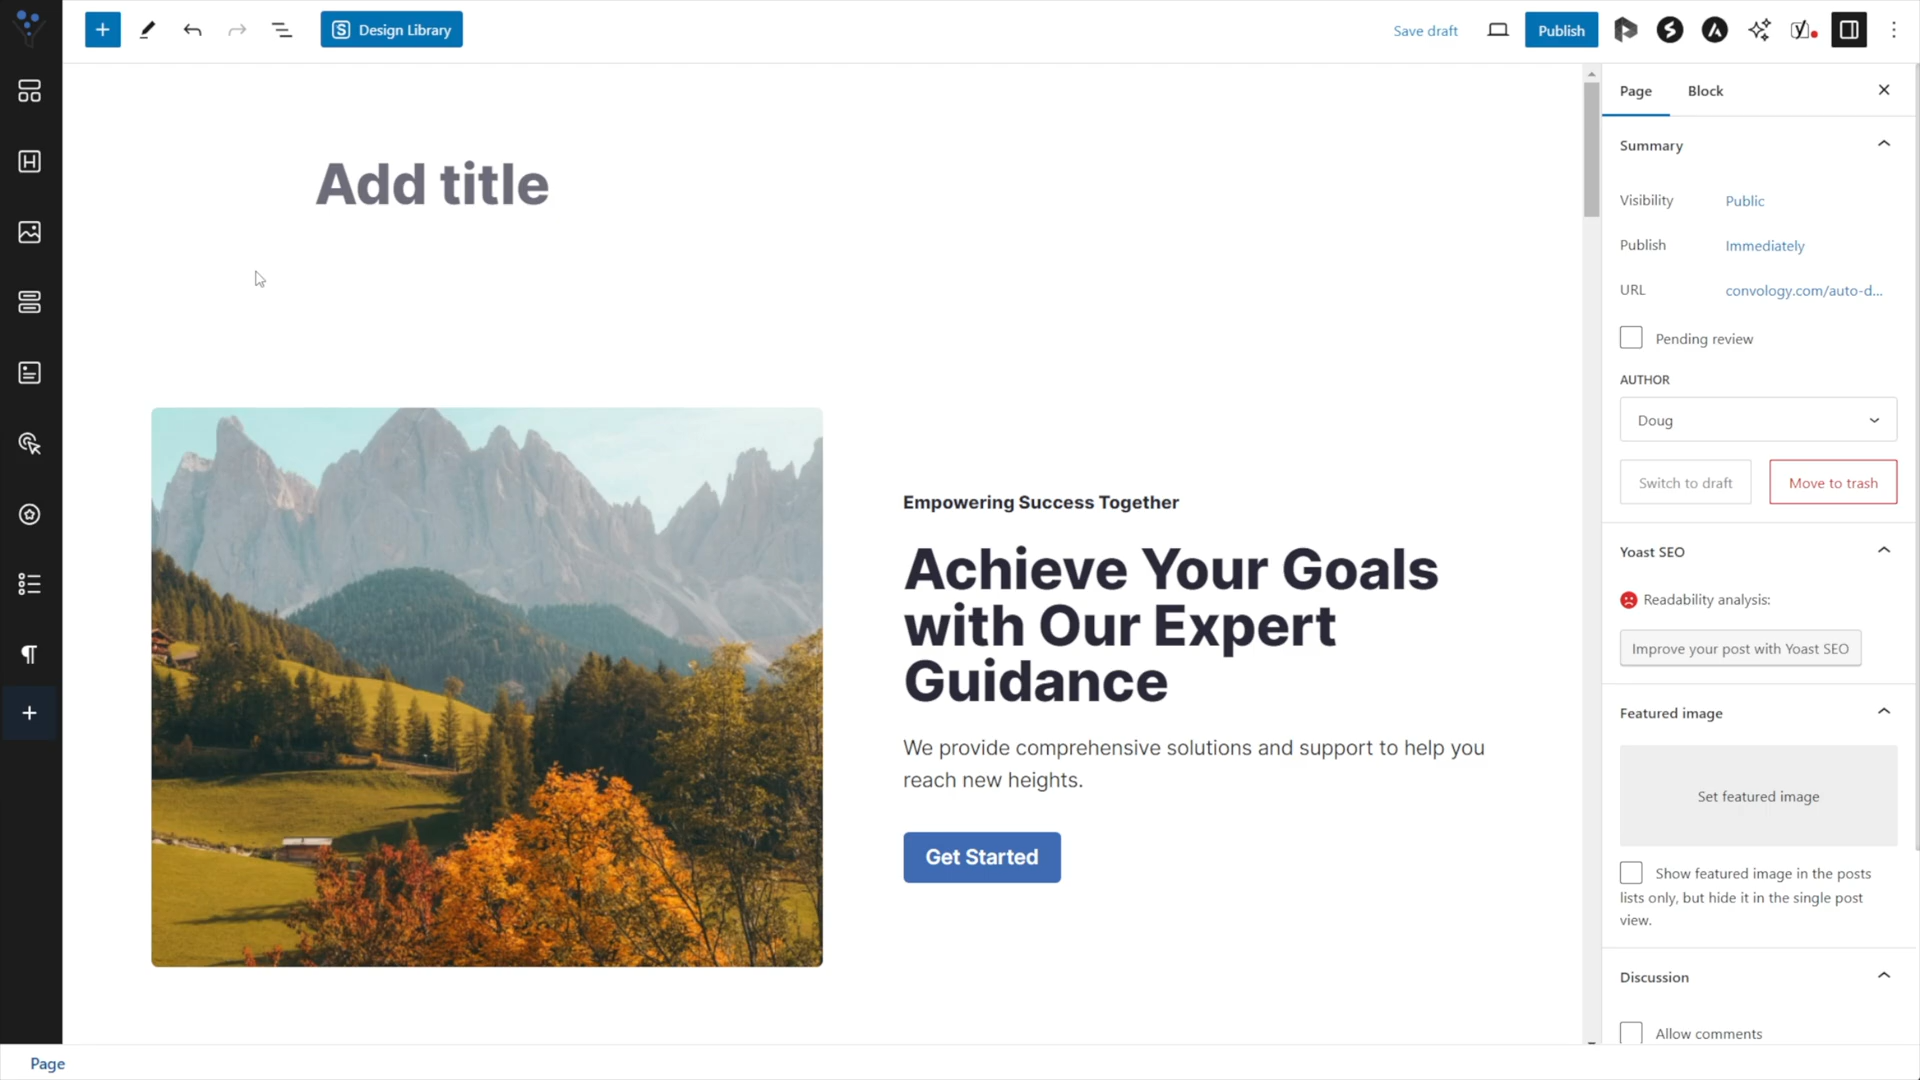 Design Library
Save draft
Publish
Page
Block
Add title
Summary
Visibility
Public
Publish
Immediately
URL
convology.com/auto-d...
Pending review
AUTHOR
Doug
Switch to draft
Move to trash
Empowering Success Together
Achieve Your Goals
with Our Expert
Guidance
We provide comprehensive solutions and support to help you
reach new heights.
Get Started
Yoast SEO
Readability analysis:
Improve your post with Yoast SEO
Featured image
Set featured image
Show featured image in the posts
lists only, but hide it in the single post
view.
Discussion
Allow comments
Page